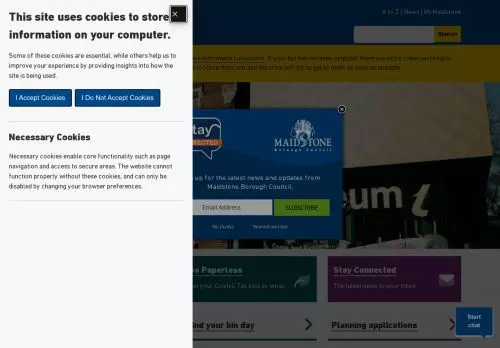 This site uses cookies to store
information on your computer.
Some of these cookies are essential, while others help us to
improve your experience by providing insights into how the
site is being used.
I Accept Cookies
I Do Not Accept Cookies
Necessary Cookies
Necessary cookies enable core functionality such as page
navigation and access to secure areas. The website cannot
function properly without these cookies, and can only be
disabled by changing your browser preferences.
A to Z | News | My Maidstone
Search
tay
MAIDSTONE
Borough Council
up for the latest news and updates from
Maidstone Borough Council.
Email Address
SUBSCRIBE
No thanks
Remind me later
eum
Paperless
your Council Tax bills by email
Stay Connected
The latest news to your inbox
ind your bin day
Planning applications
Start
chat